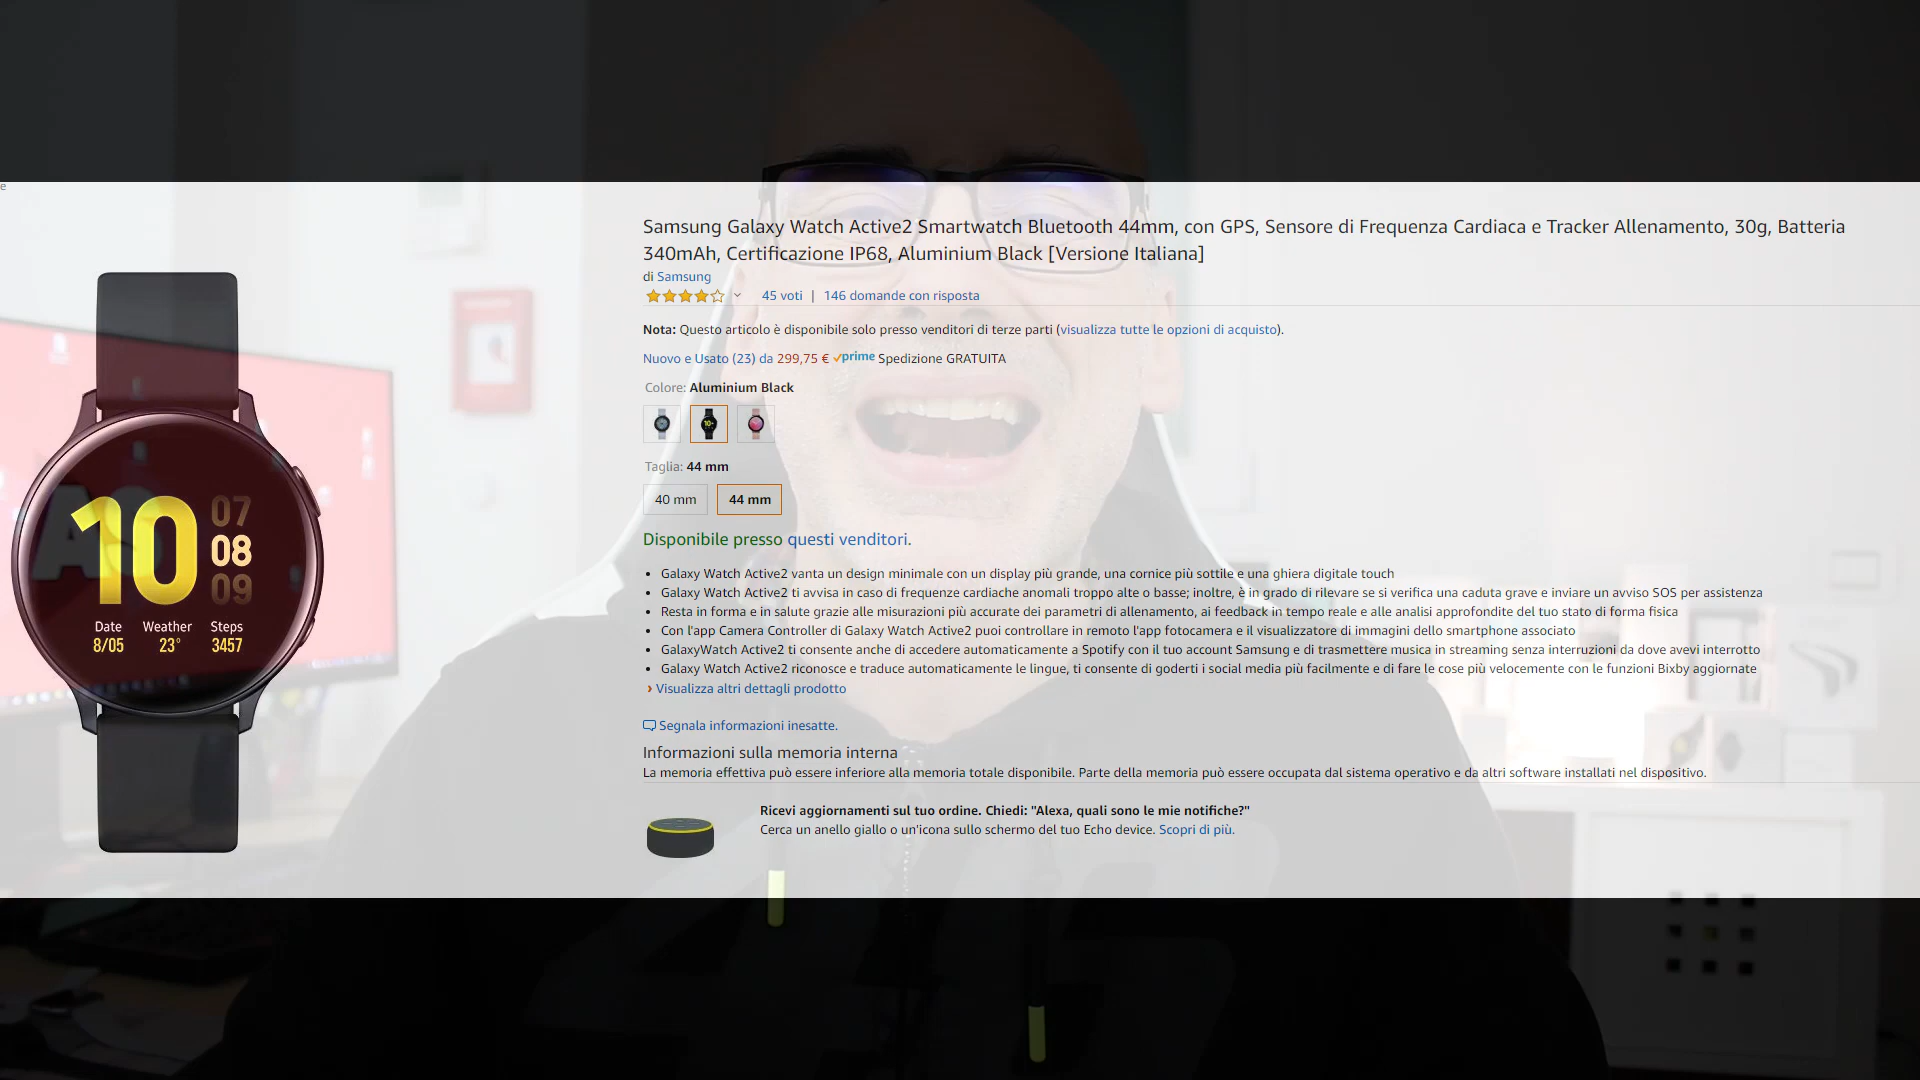 e
Samsung Galaxy Watch Active2 Smartwatch Bluetooth 44mm, con GPS, Sensore di Frequenza Cardiaca e Tracker Allenamento, 30g, Batteria
340mAh, Certificazione IP68, Aluminium Black [Versione Italiana]
di Samsung
45 voti | 146 domande con risposta
Nota: Questo articolo è disponibile solo presso venditori di terze parti (visualizza tutte le opzioni di acquisto).
Nuovo e Usato (23) da 299,75 € prime Spedizione GRATUITA
Colore: Aluminium Black
Taglia: 44 mm
40 mm 44 mm
Disponibile presso questi venditori.
• Galaxy Watch Active2 vanta un design minimale con un display più grande, una cornice più sottile e una ghiera digitale touch
• Galaxy Watch Active2 ti avvisa in caso di frequenze cardiache anomali troppo alte o basse; inoltre, è in grado di rilevare se si verifica una caduta grave e inviare un avviso SOS per assistenza
• Resta in forma e in salute grazie alle misurazioni più accurate dei parametri di allenamento, ai feedback in tempo reale e alle analisi approfondite del tuo stato di forma fisica
• Con l'app Camera Controller di Galaxy Watch Active2 puoi controllare in remoto l'app fotocamera e il visualizzatore di immagini dello smartphone associato
• GalaxyWatch Active2 ti consente anche di accedere automaticamente a Spotify con il tuo account Samsung e di trasmettere musica in streaming senza interruzioni da dove avevi interrotto
• Galaxy Watch Active2 riconosce e traduce automaticamente le lingue, ti consente di goderti i social media più facilmente e di fare le cose più velocemente con le funzioni Bixby aggiornate
› Visualizza altri dettagli prodotto
Segnala informazioni inesatte.
Informazioni sulla memoria interna
La memoria effettiva può essere inferiore alla memoria totale disponibile. Parte della memoria può essere occupata dal sistema operativo e da altri software installati nel dispositivo.
Ricevi aggiornamenti sul tuo ordine. Chiedi: "Alexa, quali sono le mie notifiche?"
Cerca un anello giallo o un'icona sullo schermo del tuo Echo device. Scopri di più.
10
07
08
09
Date Weather Steps
8/05 23° 3457